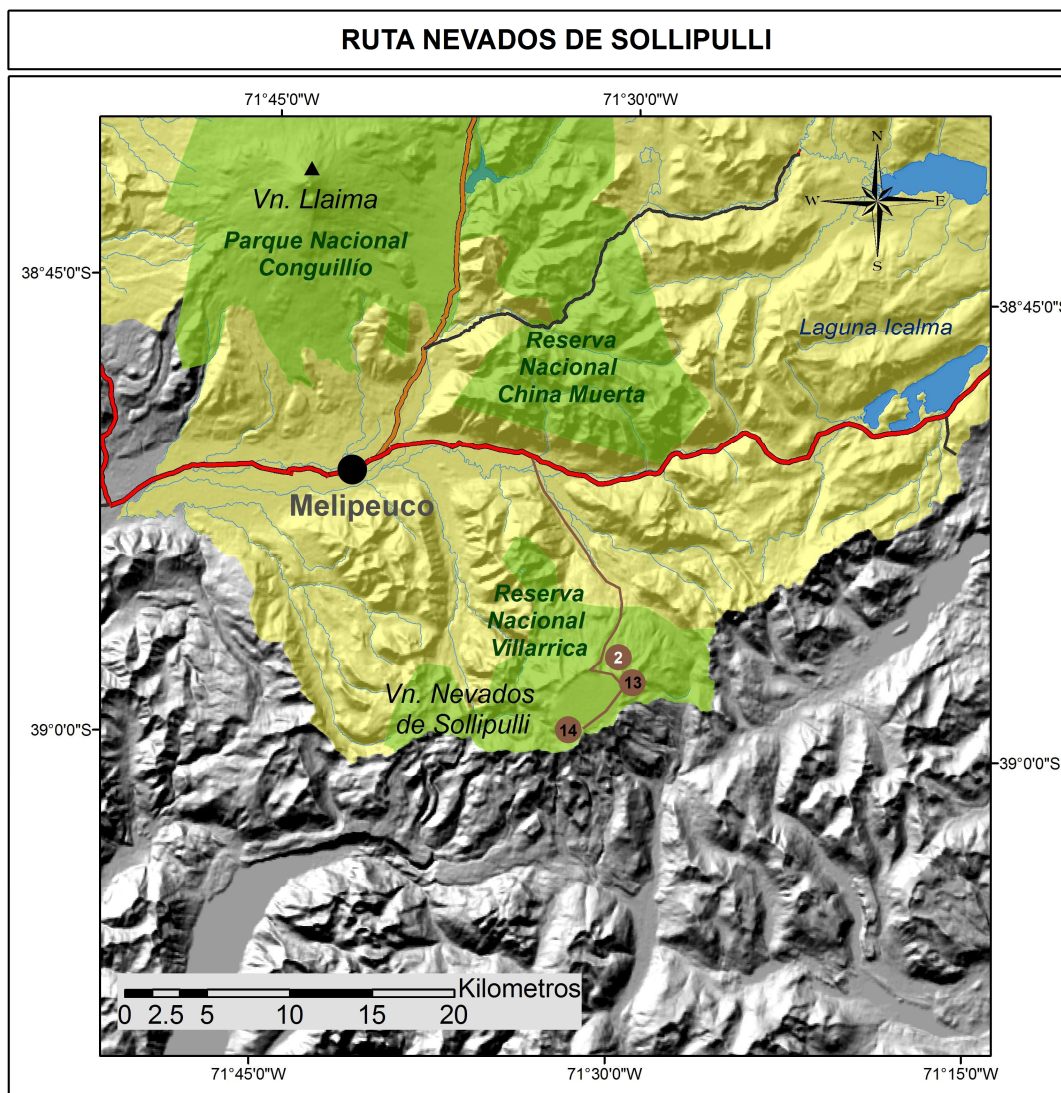 RUTA NEVADOS DE SOLLIPULLI
71°45'0"W
71°30'0"W
N
W
E
S
Vn. Llaima
Parque Nacional
Conguillío
38°45'0"S
38°45'0"S
Laguna Icalma
Reserva
Nacional
China Muerta
Melipeuco
Reserva
Nacional
Villarrica
2
13
Vn. Nevados
de Sollipulli
14
39°0'0"S
39°0'0"S
Kilometros
0 2.5 5 10 15 20
71°45'0"W
71°30'0"W
71°15'0"W